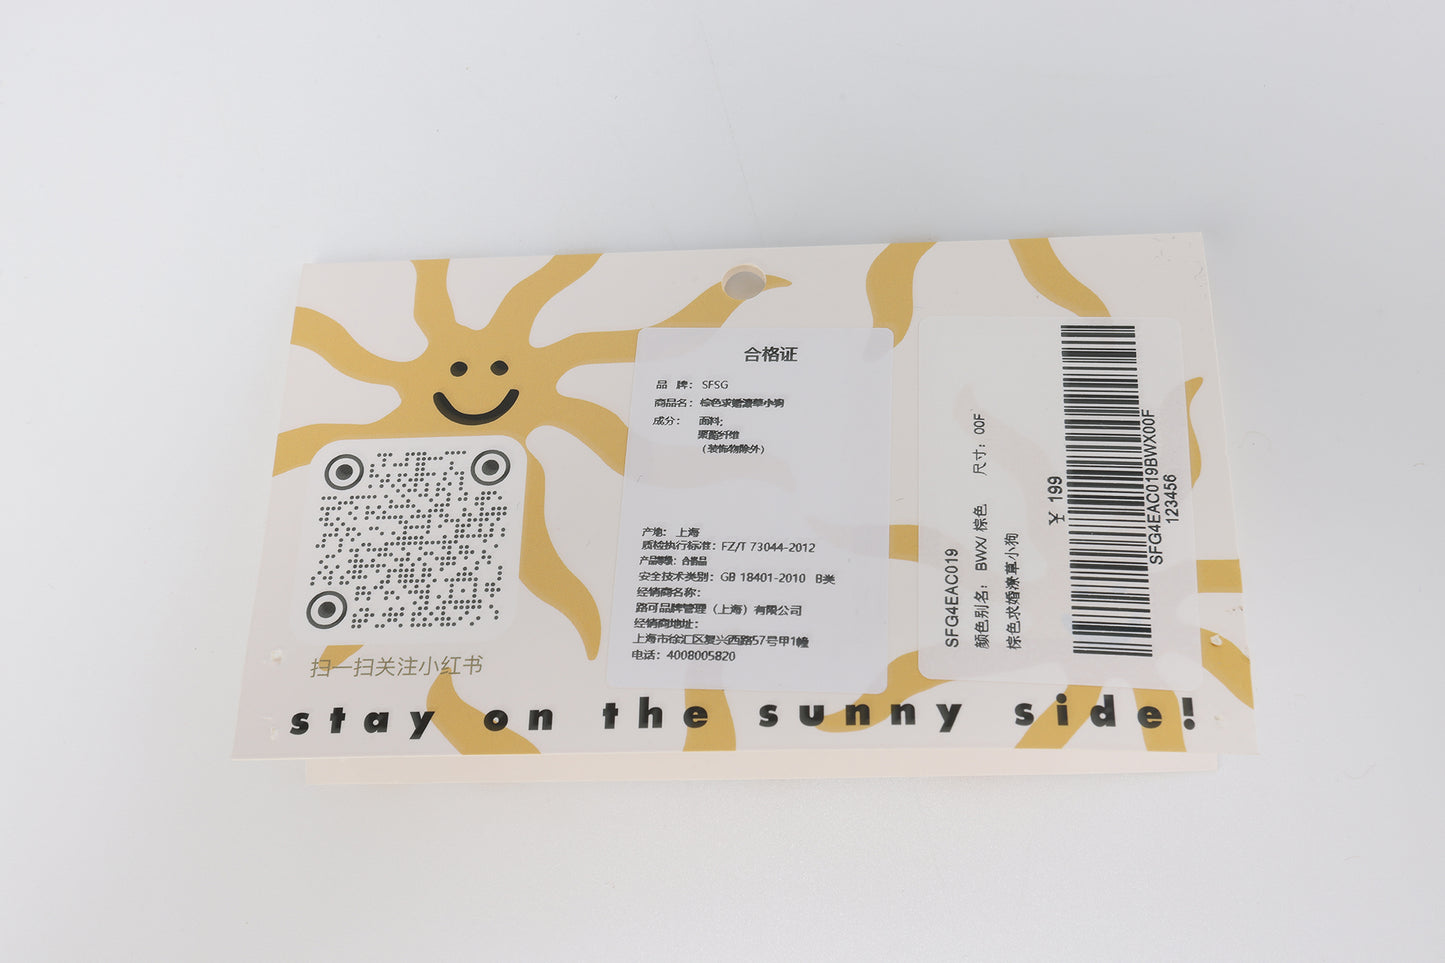 合格证
品 牌： SFSG
商品名： 棕色求婚潦草小狗
成分： 面料;
聚酯纤维
（装饰物除外）
产地： 上海
质检执行标准：FZ/T 73044-2012
产品等级：合格品
安全技术类别：GB 18401-2010 B类
经销商名称：
路可品牌管理（上海）有限公司
经销商地址：
上海市徐汇区复兴西路57号甲1幢
电话：4008005820
SFG4EAC019
颜色别名：BWX/ 棕色 尺寸：00F
棕色求婚潦草小狗
¥ 199
SFG4EAC019BWX00F
123456
扫一扫关注小红书
stay on the sunny side!